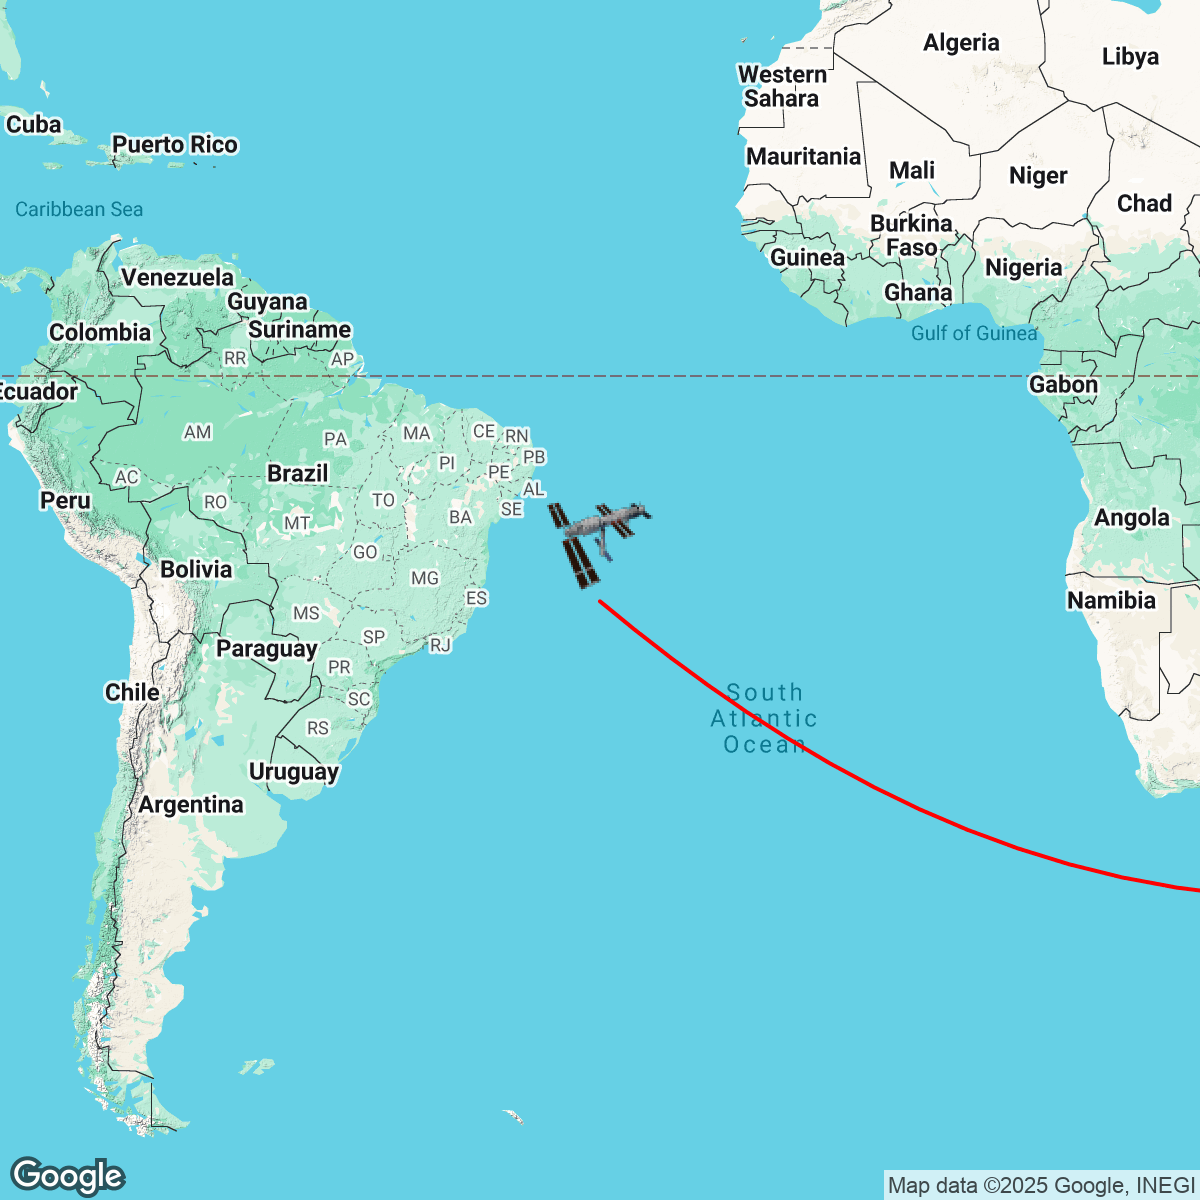 Algeria
Libya
Western
Sahara
Cuba
Puerto Rico
Mauritania
Mali
Niger
Chad
Caribbean Sea
Burkina
Faso
Guinea
Nigeria
Venezuela
Guyana
Ghana
Colombia
Suriname
Gulf of Guinea
RR
AP
Ecuador
Gabon
AM
PA
MA
CE
RN
PB
PI
PE
AL
AC
Brazil
Peru
RO
TO
SE
MT
BA
Angola
GO
Bolivia
MG
ES
Namibia
MS
SP
RJ
Paraguay
PR
Chile
SC
South
Atlantic
Ocean
RS
Uruguay
Argentina
Google
Map data ©2025 Google, INEGI